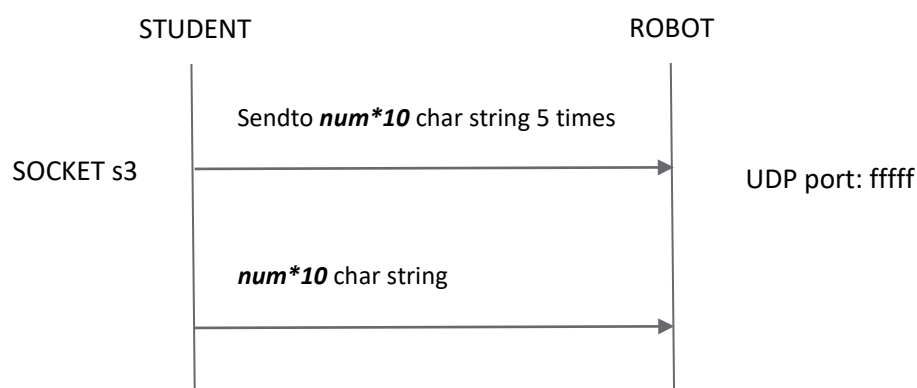 STUDENT ROBOT
Sendto num*10 char string 5 times
SOCKET s3
UDP port: fffff
num*10 char string